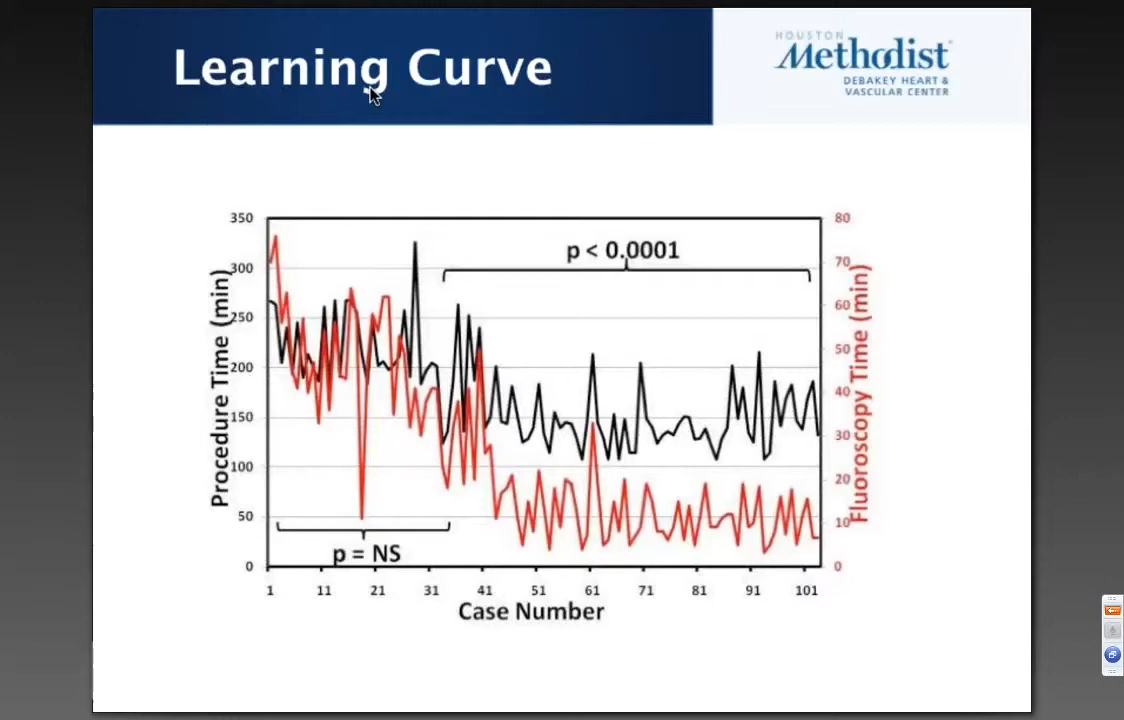 Learning Curve
HOUSTON
Methodist
DEBAKEY HEART &
VASCULAR CENTER
350
300
250
200
150
100
50
0
Procedure Time (min)
p < 0.0001
p = NS
80
70
60
50
40
30
20
10
0
Fluoroscopy Time (min)
1 11 21 31 41 51 61 71 81 91 101
Case Number